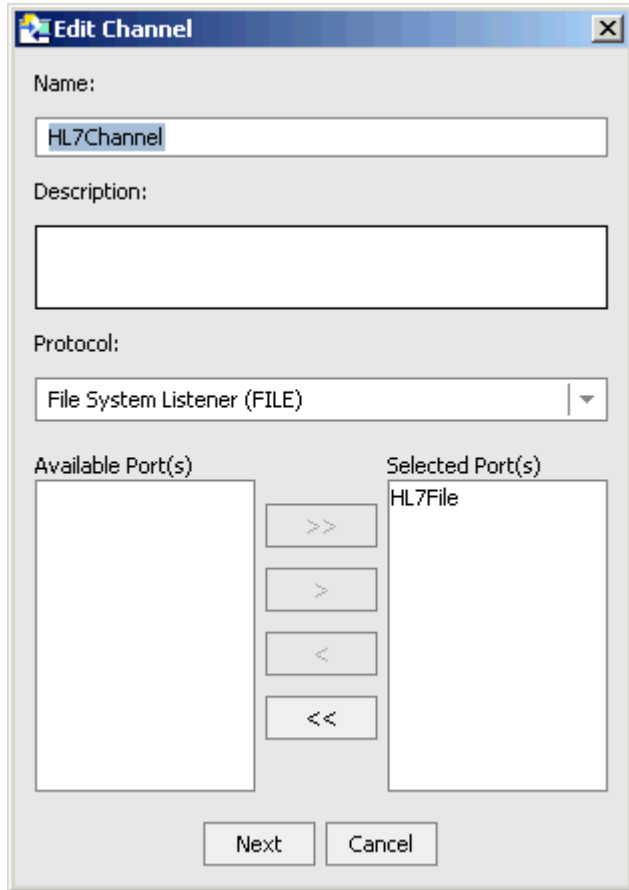 Edit Channel
Name:
HL7Channel
Description:
Protocol:
File System Listener (FILE)
Available Port(s)
Selected Port(s)
HL7File
>>
>
<
<<
Next
Cancel